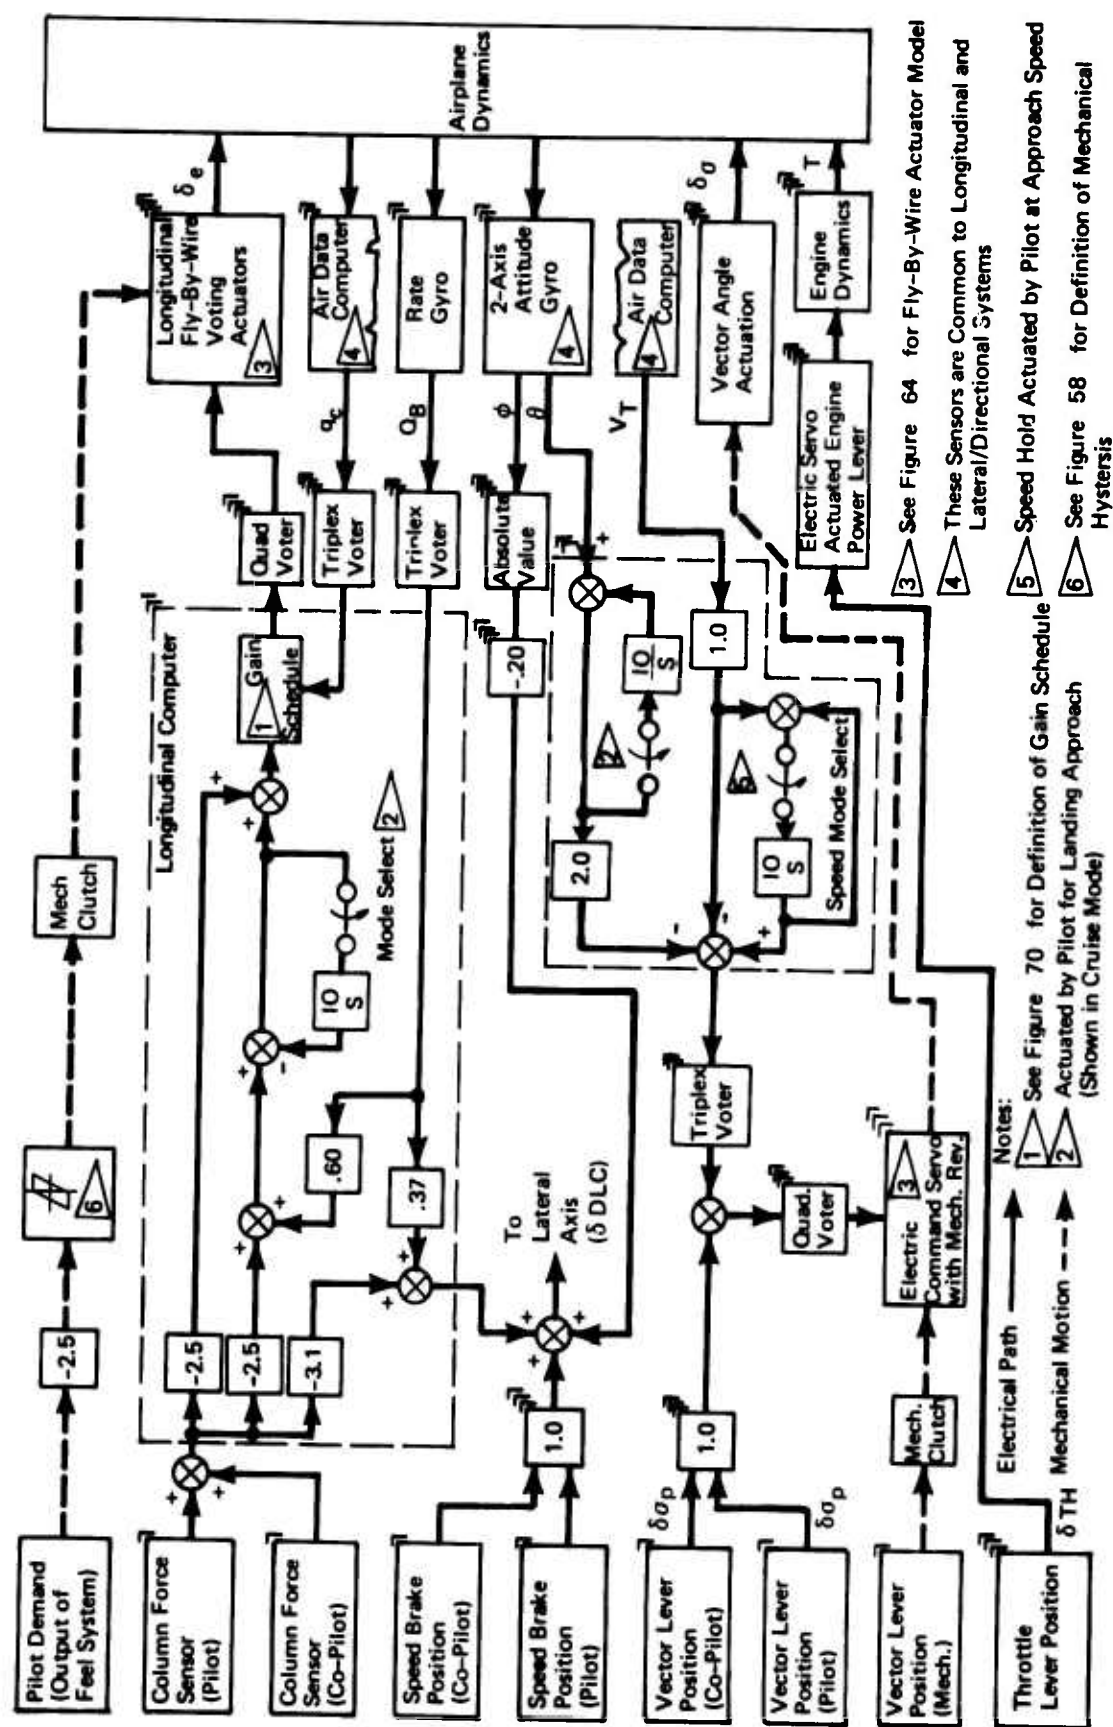 Pilot Demand
(Output of
Feel System)
-2.5
6
Mech
Clutch
Longitudinal
Fly-By-Wire
Voting
Actuators
3
δe
Airplane
Dynamics
Column Force
Sensor
(Pilot)
Column Force
Sensor
(Co-Pilot)
+
+
Longitudinal Computer
-2.5
-2.5
-3.1
+
+
.60
.37
+
+
+
-
10
S
Mode Select
2
+
+
1
Gain
Schedule
Quad
Voter
Triplex
Voter
qc
Air Data
Computer
4
Triplex
Voter
QB
Rate
Gyro
Speed Brake
Position
(Co-Pilot)
Speed Brake
Position
(Pilot)
1.0
+
+
+
To
Lateral
Axis
(δ DLC)
-.20
Absolute
Value
ϕ
θ
2-Axis
Attitude
Gyro
4
+
10
S
2
2.0
1.0
VT
Air Data
Computer
4
Speed Mode Select
5
10
S
-
-
+
Vector Lever
Position
(Co-Pilot)
δσp
Vector Lever
Position
(Pilot)
δσp
1.0
Triplex
Voter
Quad.
Voter
Vector Angle
Actuation
δσ
Vector Lever
Position
(Mech.)
Mech.
Clutch
Electric
Command Servo
with Mech. Rev.
3
Electric Servo
Actuated Engine
Power Lever
Engine
Dynamics
T
Throttle
Lever Position
δTH
Electrical Path
Mechanical Motion
Notes:
1 See Figure 70 for Definition of Gain Schedule
2 Actuated by Pilot for Landing Approach
(Shown in Cruise Mode)
3 See Figure 64 for Fly-By-Wire Actuator Model
4 These Sensors are Common to Longitudinal and
Lateral/Directional Systems
5 Speed Hold Actuated by Pilot at Approach Speed
6 See Figure 58 for Definition of Mechanical
Hystersis